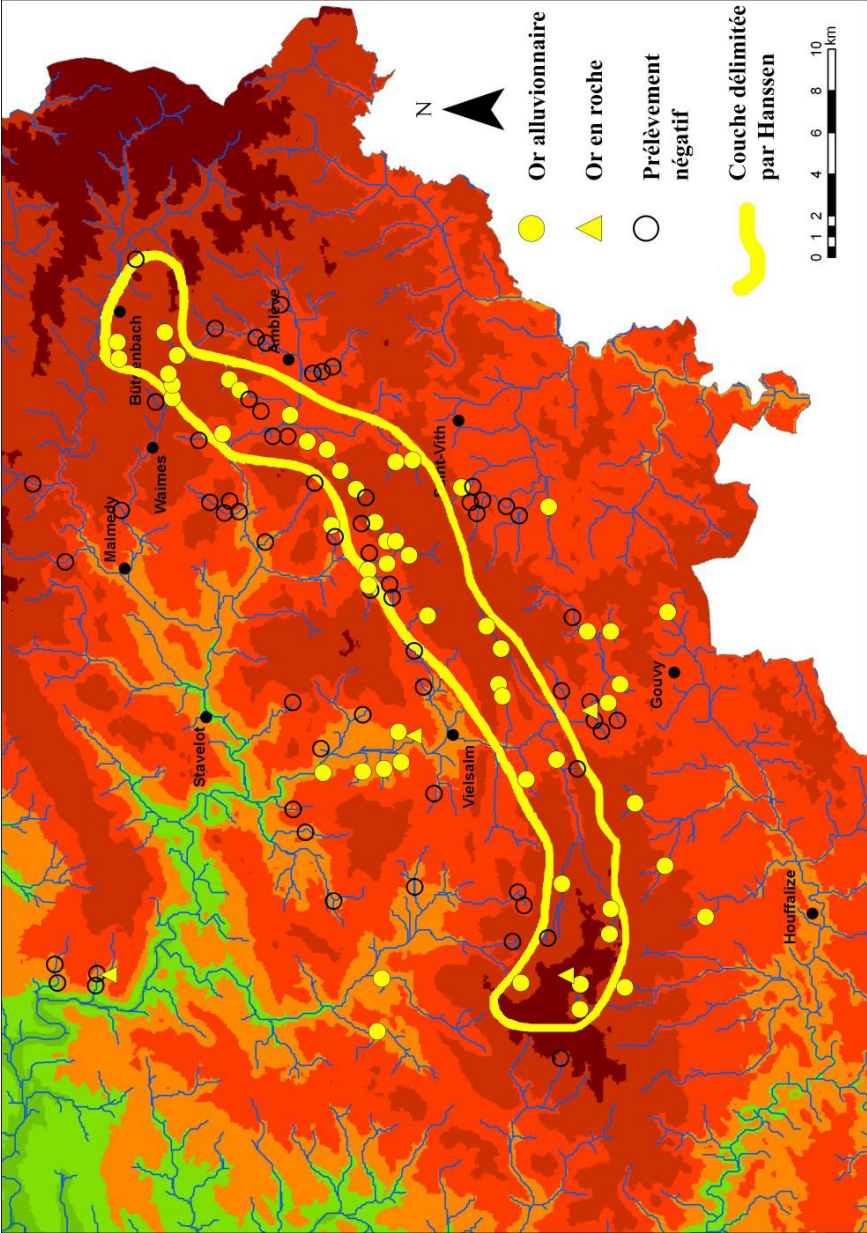 Malmedy
Waimes
Bütgenbach
Amblève
Stavelot
Saint-Vith
Vielsalm
Gouvy
Houffalize
N
Or alluvionnaire
Or en roche
Prélèvement
négatif
Couche délimitée
par Hanssen
0 1 2 4 6 8 10
km